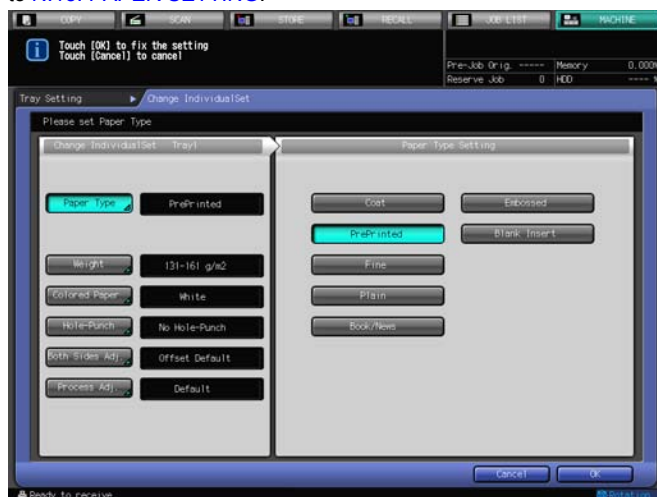 COPY SCAN STORE RECALL JOB LIST MACHINE
Touch [OK] to fix the setting
Touch [Cancel] to cancel
Pre-Job Orig. ----- Memory 0.000%
Reserve Job 0 HDD ---- %
Tray Setting Change IndividualSet
Please set Paper Type
Change IndividualSet Tray1
Paper Type Setting
Paper Type PrePrinted
Coat Embossed
PrePrinted Blank Insert
Weight 131-161 g/m2
Fine
Colored Paper White
Plain
Hole-Punch No Hole-Punch
Book/News
Both Sides Adj. Offset Default
Process Adj. Default
Cancel OK
Ready to receive Rotation